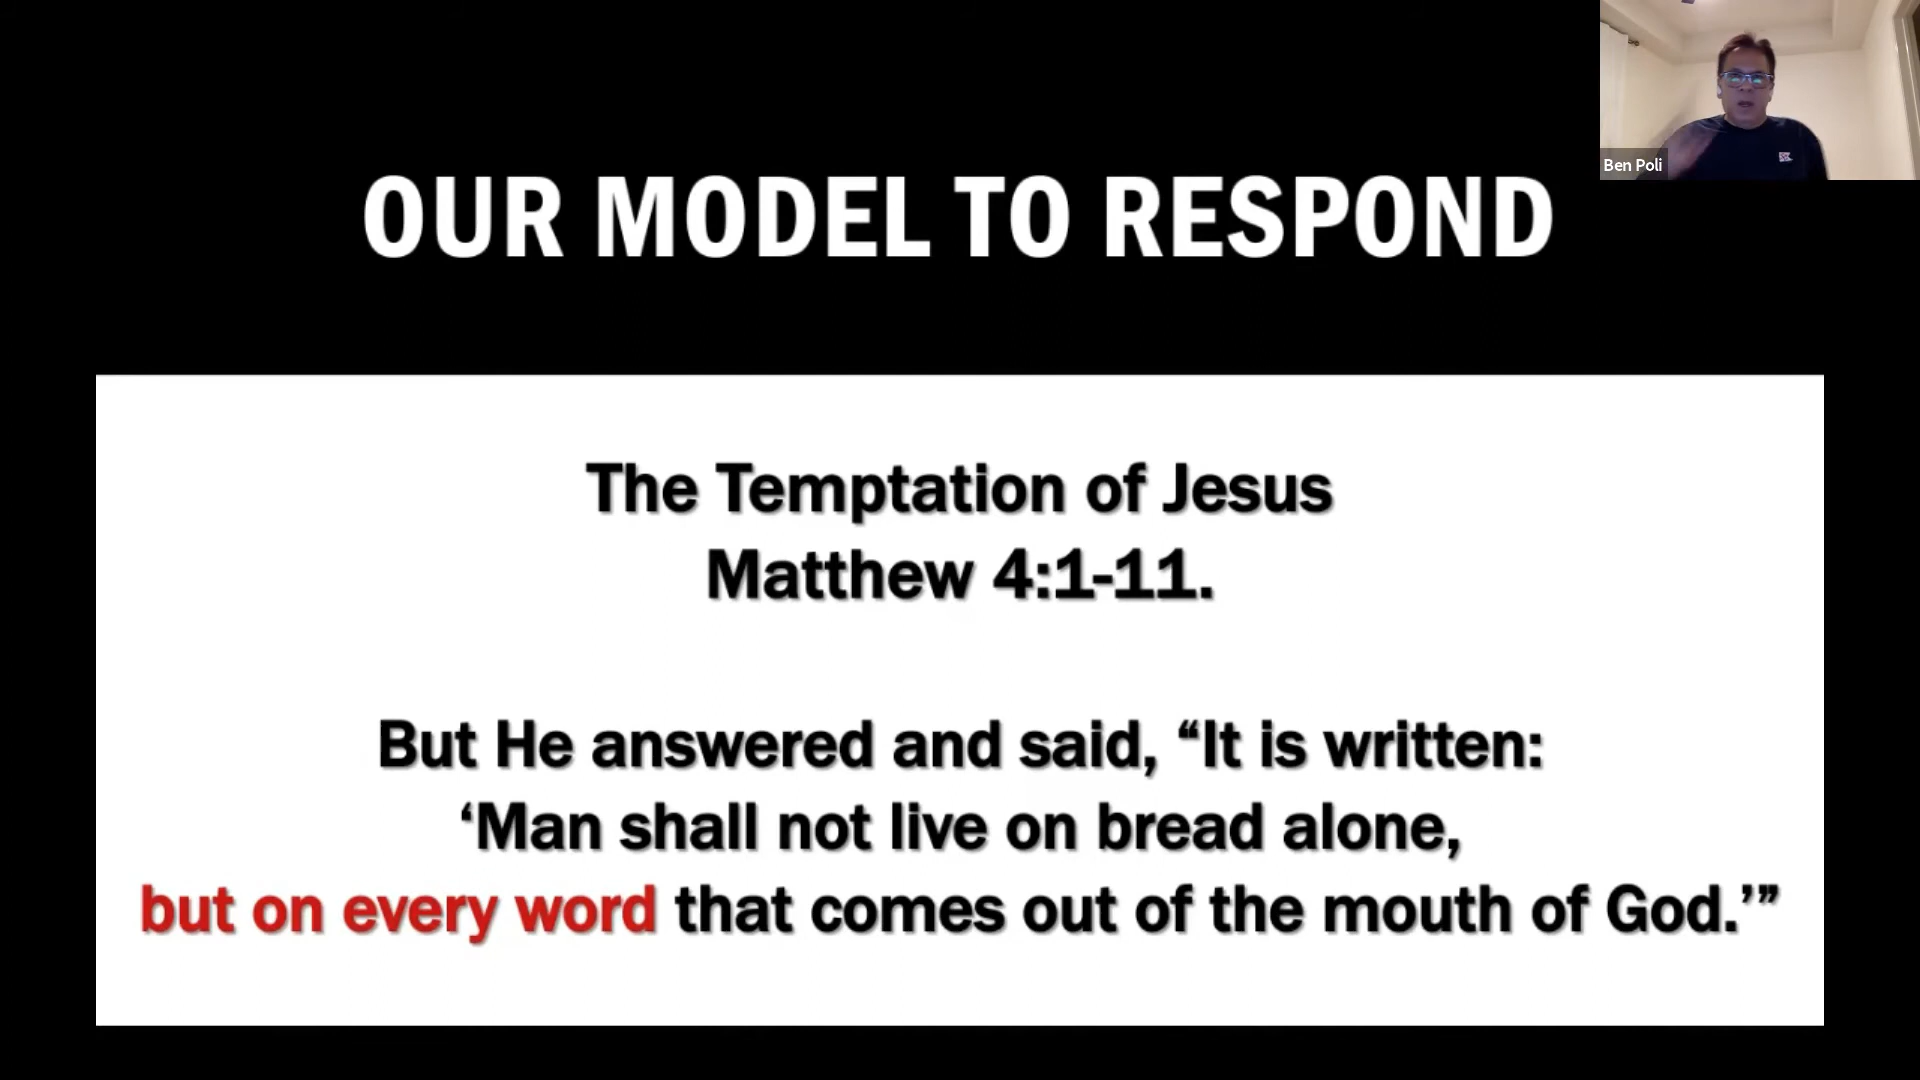 Ben Poli
OUR MODEL TO RESPOND
The Temptation of Jesus
Matthew 4:1-11.
But He answered and said, “It is written:
‘Man shall not live on bread alone,
but on every word that comes out of the mouth of God.’”